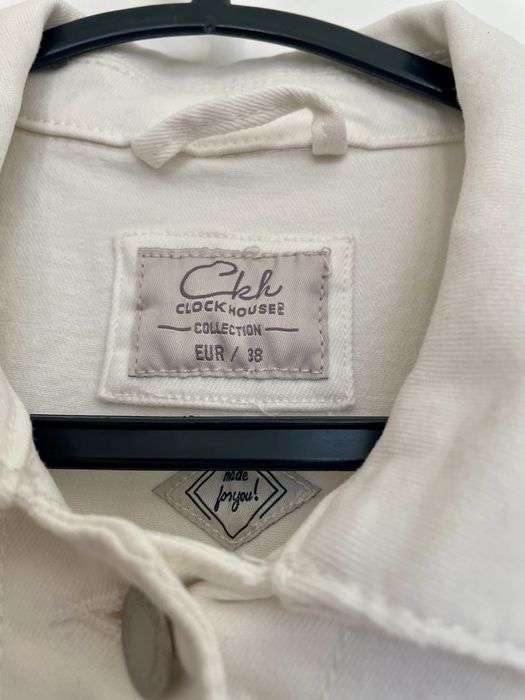 Ckh
CLOCKHOUSE
COLLECTION
EUR / 38
made
for you!